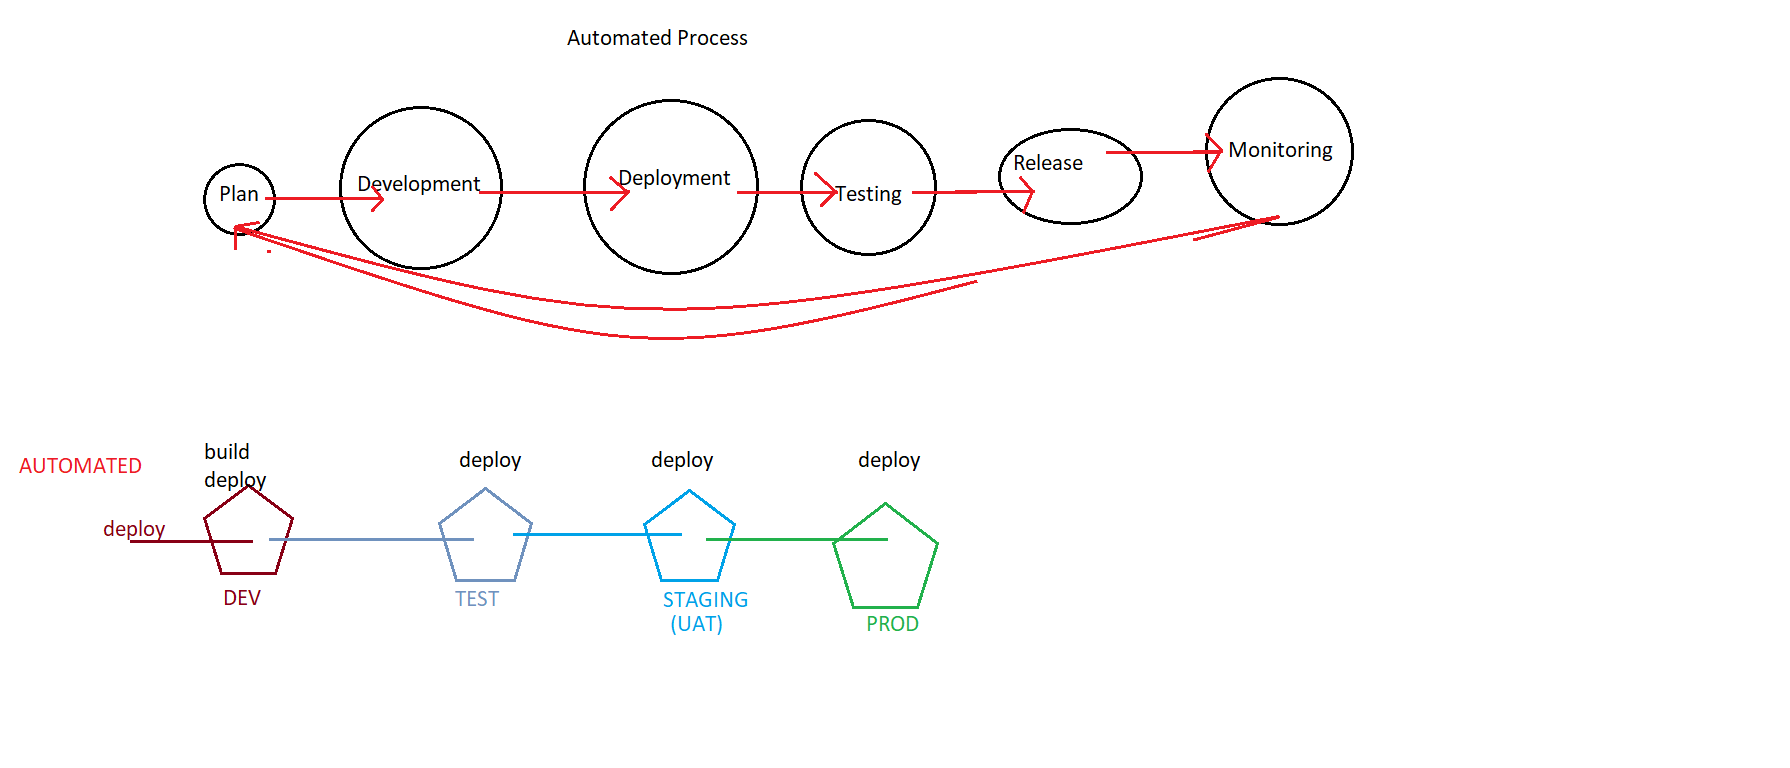 Automated Process
Plan
Development
Deployment
Testing
Release
Monitoring
AUTOMATED
build
deploy
deploy
deploy
deploy
deploy
DEV
TEST
STAGING
(UAT)
PROD